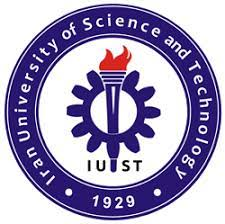 Iran University of Science and Technology
IUST
· 1929 ·